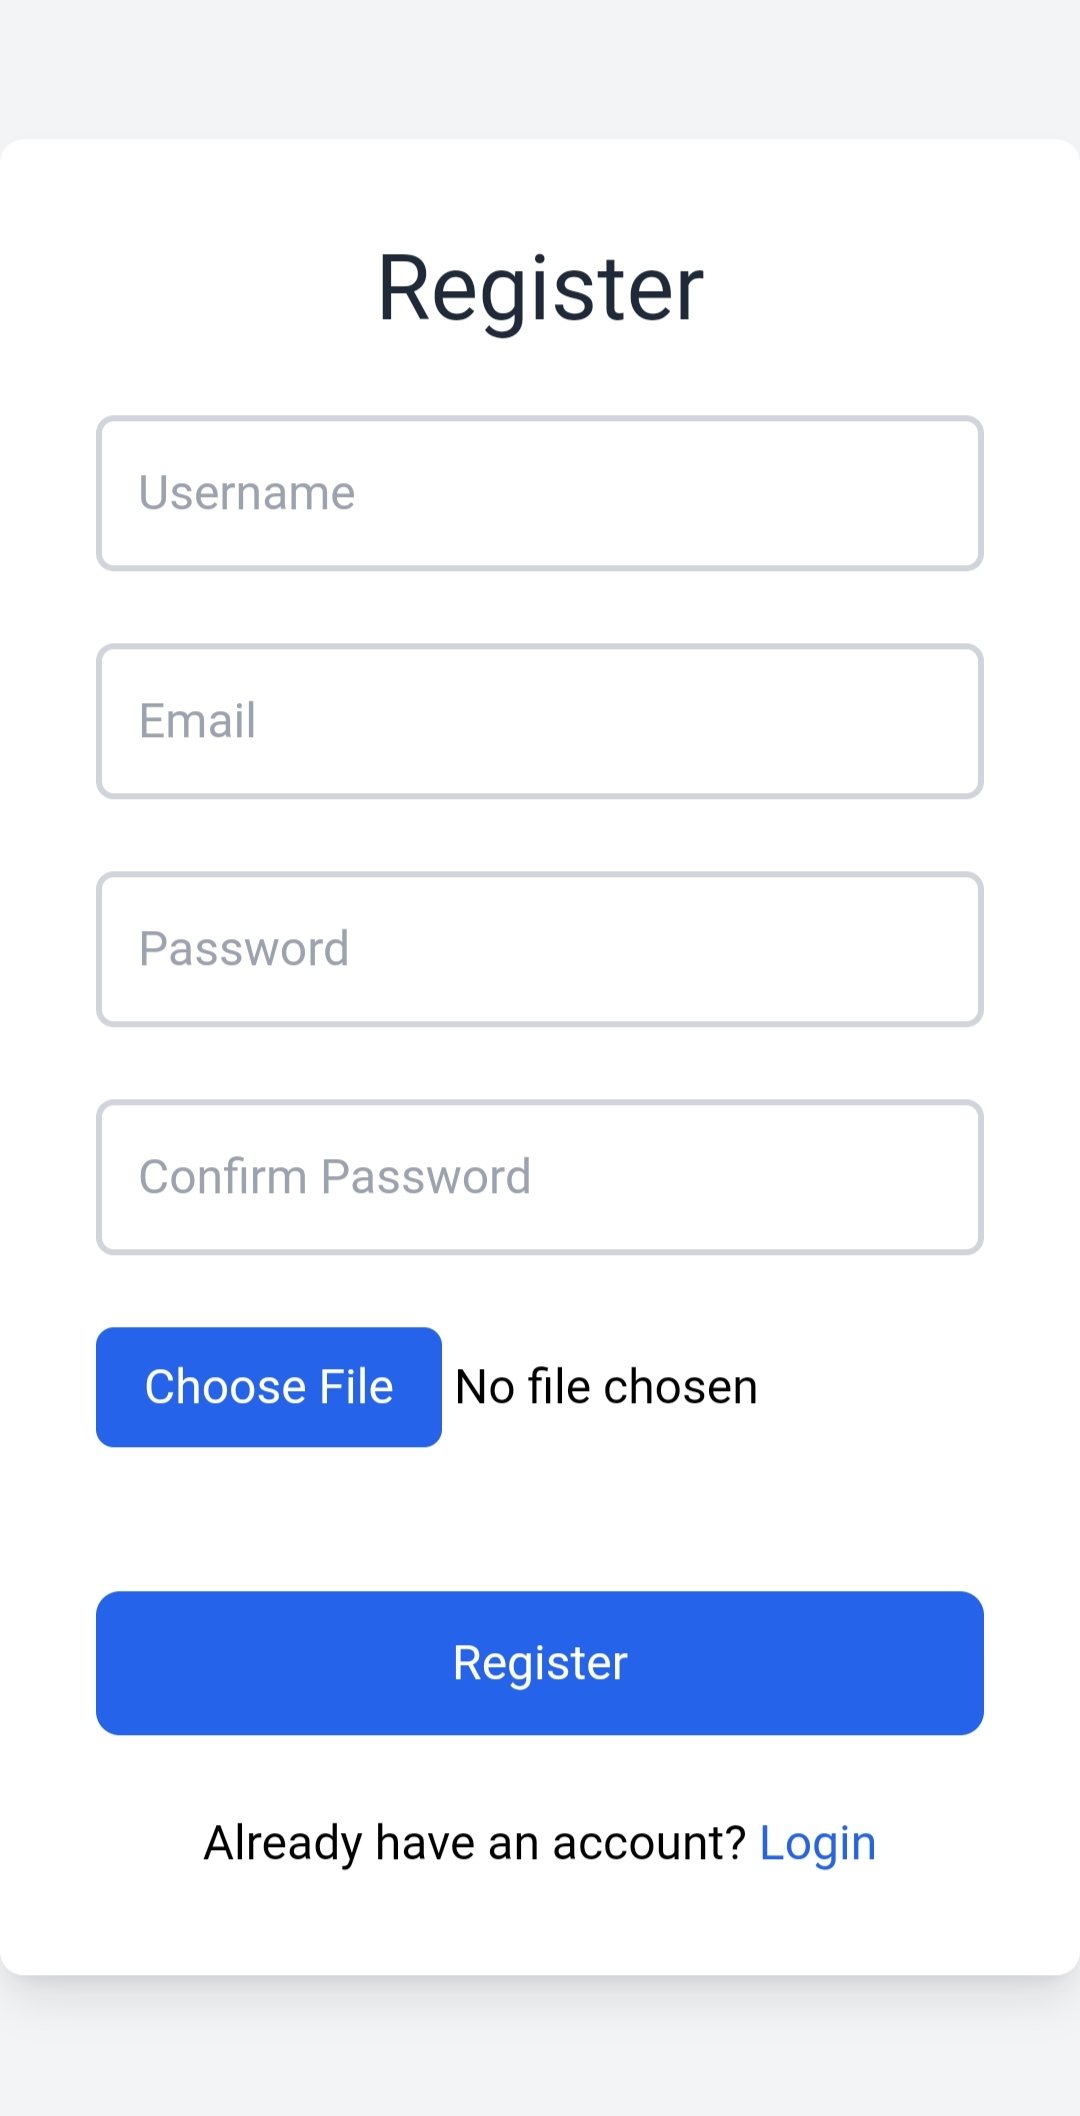 Register
Username
Email
Password
Confirm Password
Choose File No file chosen
Register
Already have an account? Login